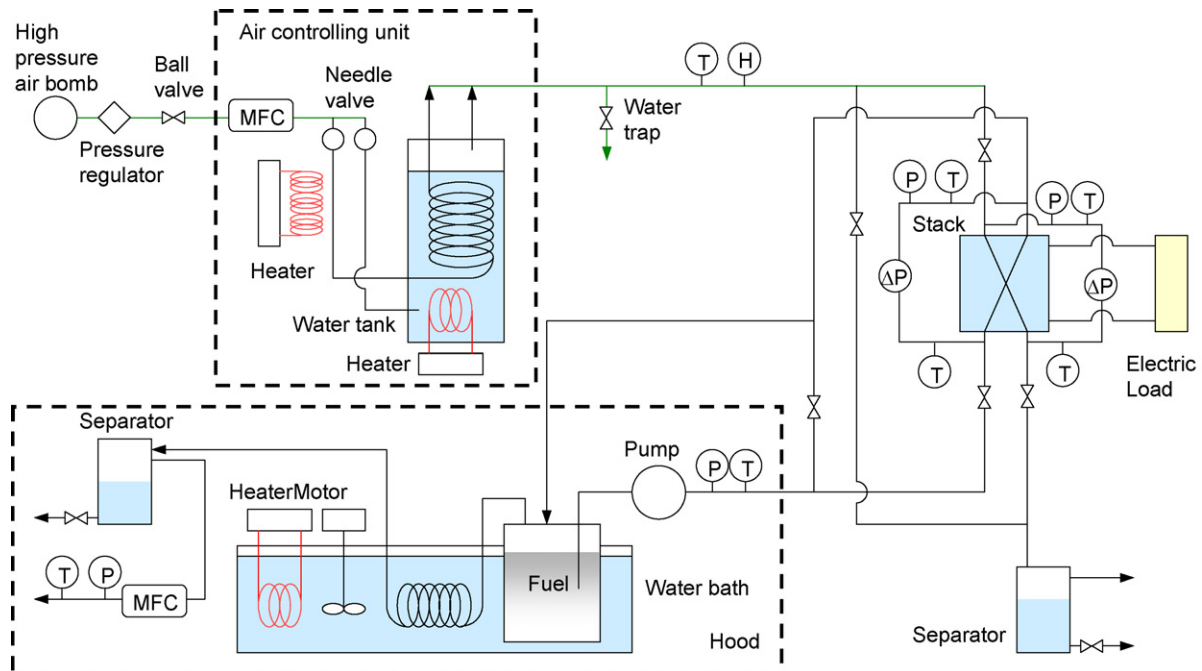 High
pressure
air bomb
Ball
valve
Pressure
regulator
Air controlling unit
MFC
Needle
valve
Heater
Water tank
Heater
T
H
Water
trap
P
T
Stack
P
T
ΔP
ΔP
T
T
Electric
Load
Separator
HeaterMotor
Pump
P
T
T
P
MFC
Fuel
Water bath
Hood
Separator